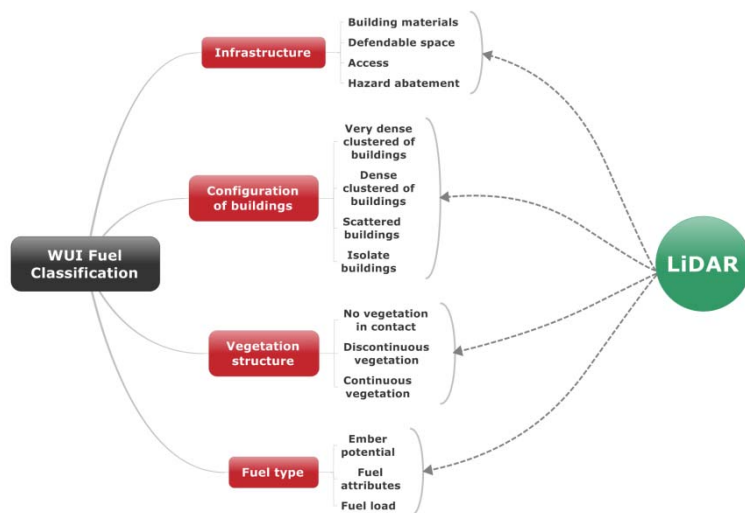 Building materials
Infrastructure
Defendable space
Access
Hazard abatement
Very dense
clustered of
buildings
Configuration
of buildings
Dense
clustered of
buildings
Scattered
buildings
Isolate
buildings
WUI Fuel
Classification
LiDAR
Vegetation
structure
No vegetation
in contact
Discontinuous
vegetation
Continuous
vegetation
Fuel type
Ember
potential
Fuel
attributes
Fuel load